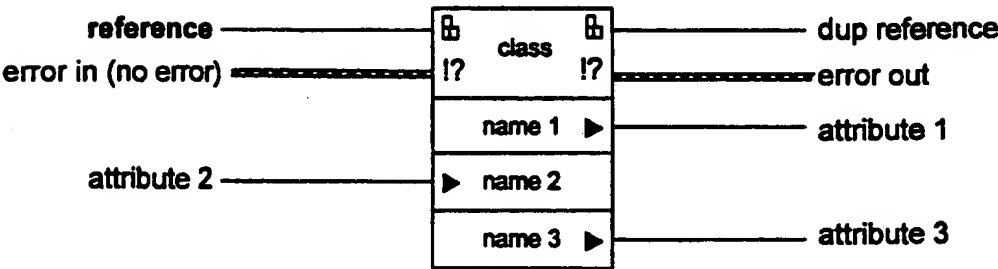 reference
class
dup reference
error in (no error)
!?
!?
error out
name 1
attribute 1
attribute 2
name 2
name 3
attribute 3